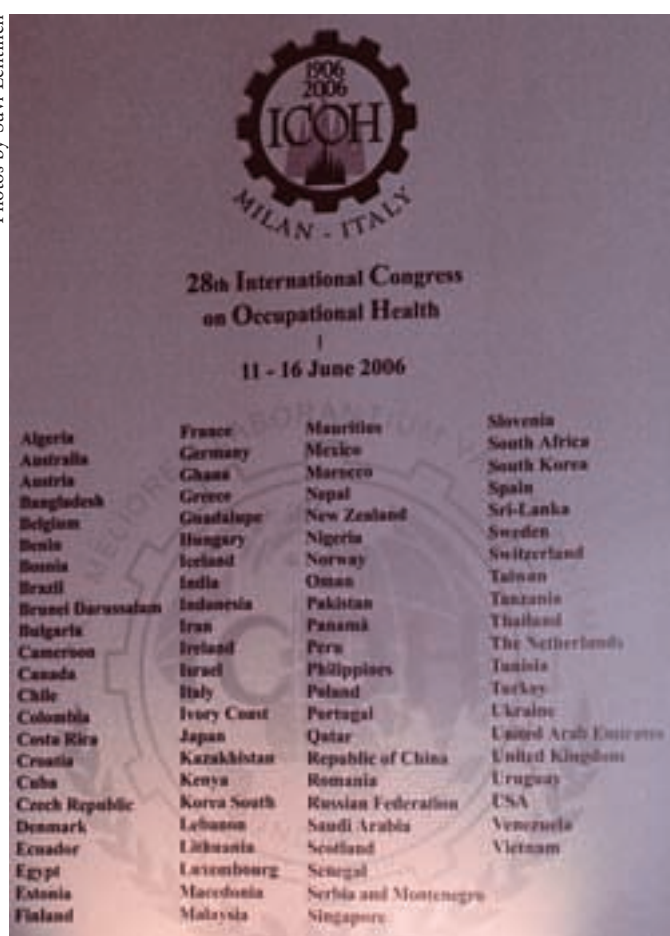 Photos by Suvi Lehtinen
1906
2006
ICOH
MILAN - ITALY
28th International Congress
on Occupational Health
11 - 16 June 2006
Algeria
Australia
Austria
Bangladesh
Belgium
Benin
Bosnia
Brazil
Brunei Darussalam
Bulgaria
Cameroon
Canada
Chile
Colombia
Costa Rica
Croatia
Cuba
Czech Republic
Denmark
Ecuador
Egypt
Estonia
Finland
France
Germany
Ghana
Greece
Guadalupe
Hungary
Iceland
India
Indonesia
Iran
Ireland
Israel
Italy
Ivory Coast
Japan
Kazakhistan
Kenya
Korea South
Lebanon
Lithuania
Luxembourg
Macedonia
Malaysia
Mauritius
Mexico
Morocco
Nepal
New Zealand
Nigeria
Norway
Oman
Pakistan
Panamá
Peru
Philippines
Poland
Portugal
Qatar
Republic of China
Romania
Russian Federation
Saudi Arabia
Scotland
Senegal
Serbia and Montenegro
Singapore
Slovenia
South Africa
South Korea
Spain
Sri-Lanka
Sweden
Switzerland
Taiwan
Tanzania
Thailand
The Netherlands
Tunisia
Turkey
Ukraine
United Arab Emirates
United Kingdom
Uruguay
USA
Venezuela
Vietnam